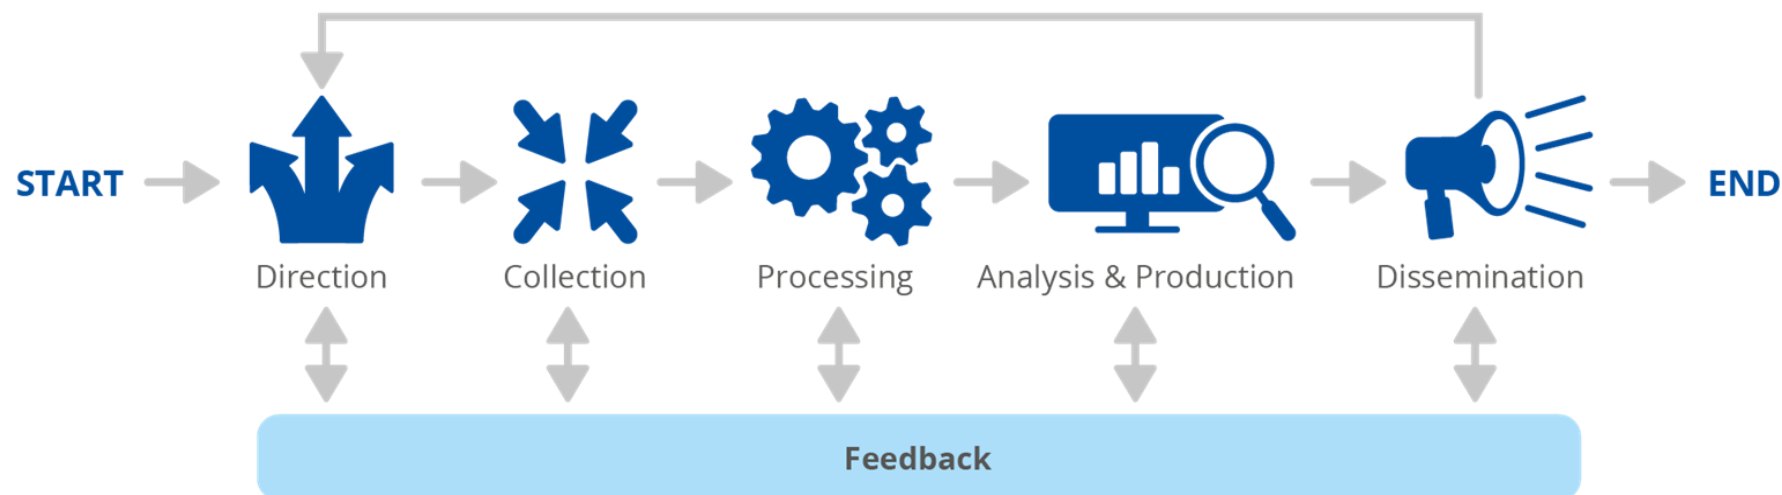 START
END
Direction
Collection
Processing
Analysis & Production
Dissemination
Feedback